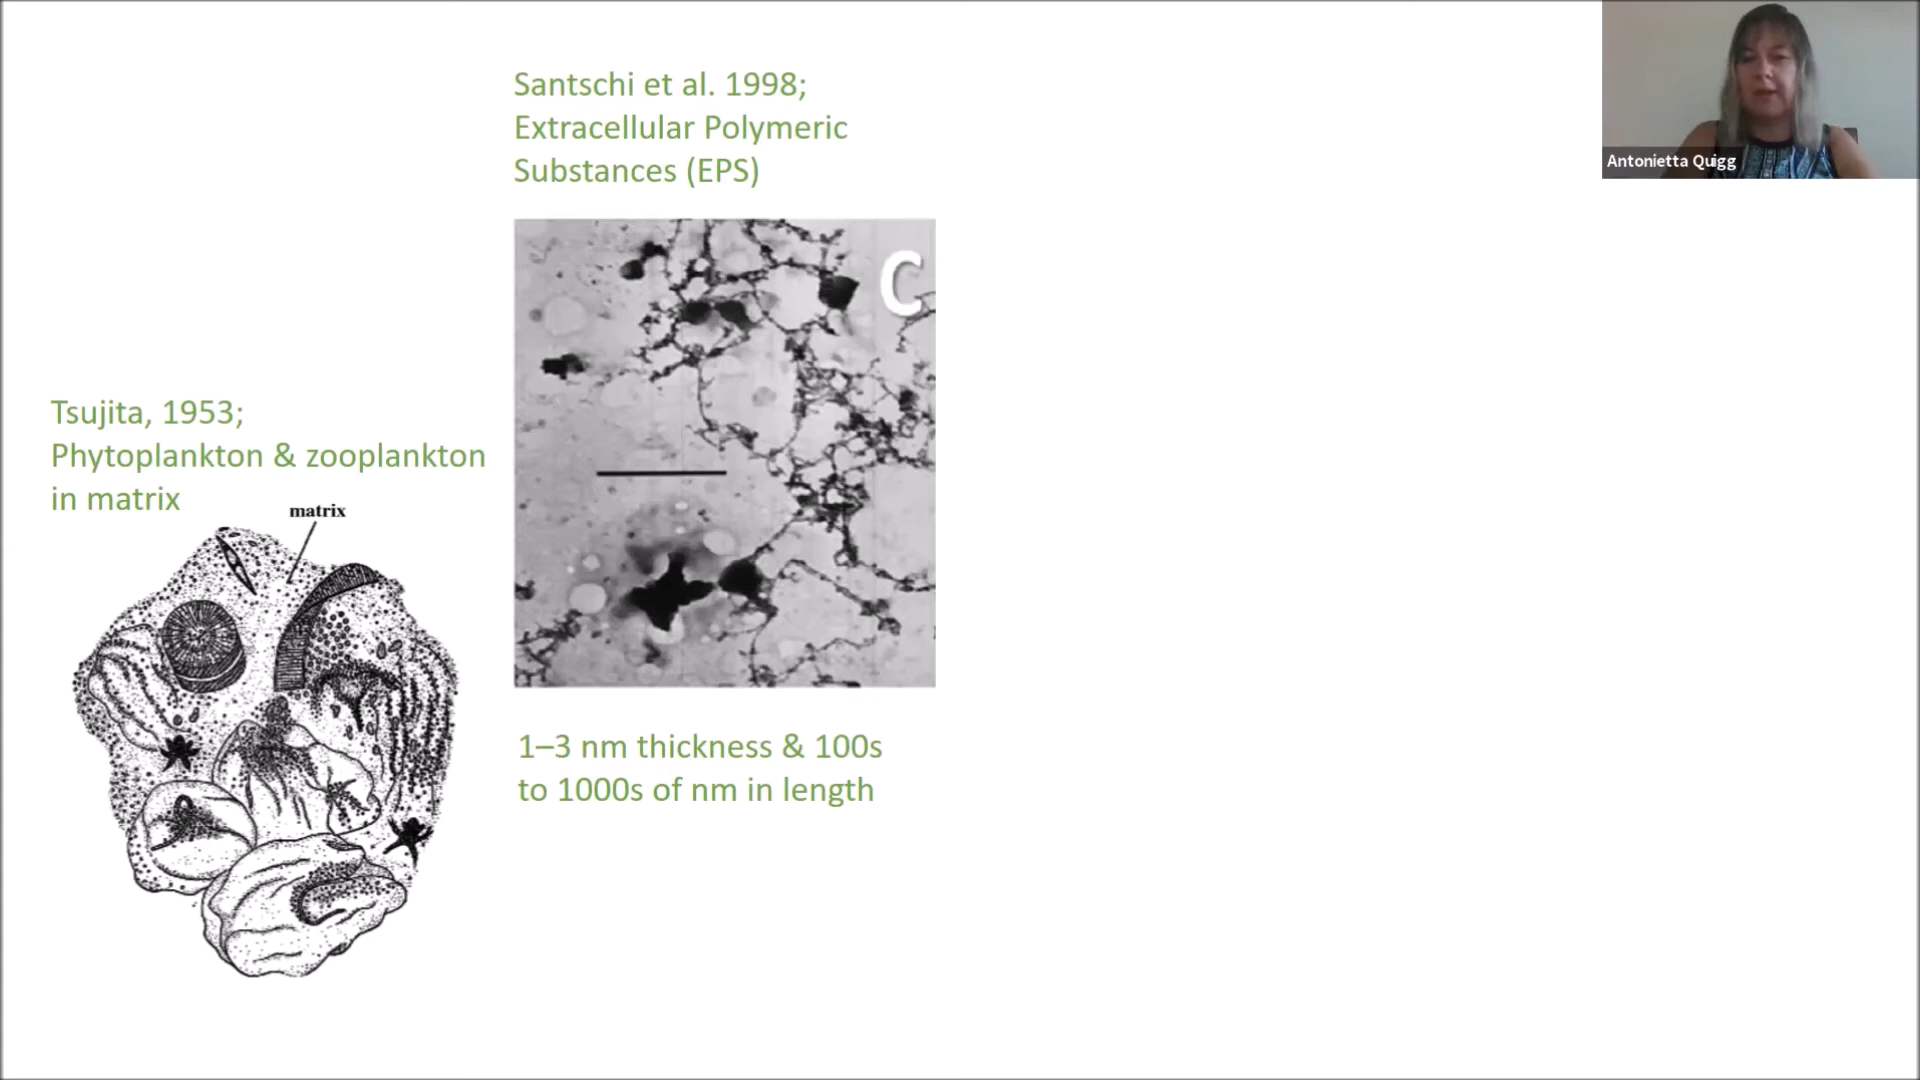 Santschi et al. 1998;
Extracellular Polymeric
Substances (EPS)
Antonietta Quigg
C
Tsujita, 1953;
Phytoplankton & zooplankton
in matrix
matrix
1–3 nm thickness & 100s
to 1000s of nm in length